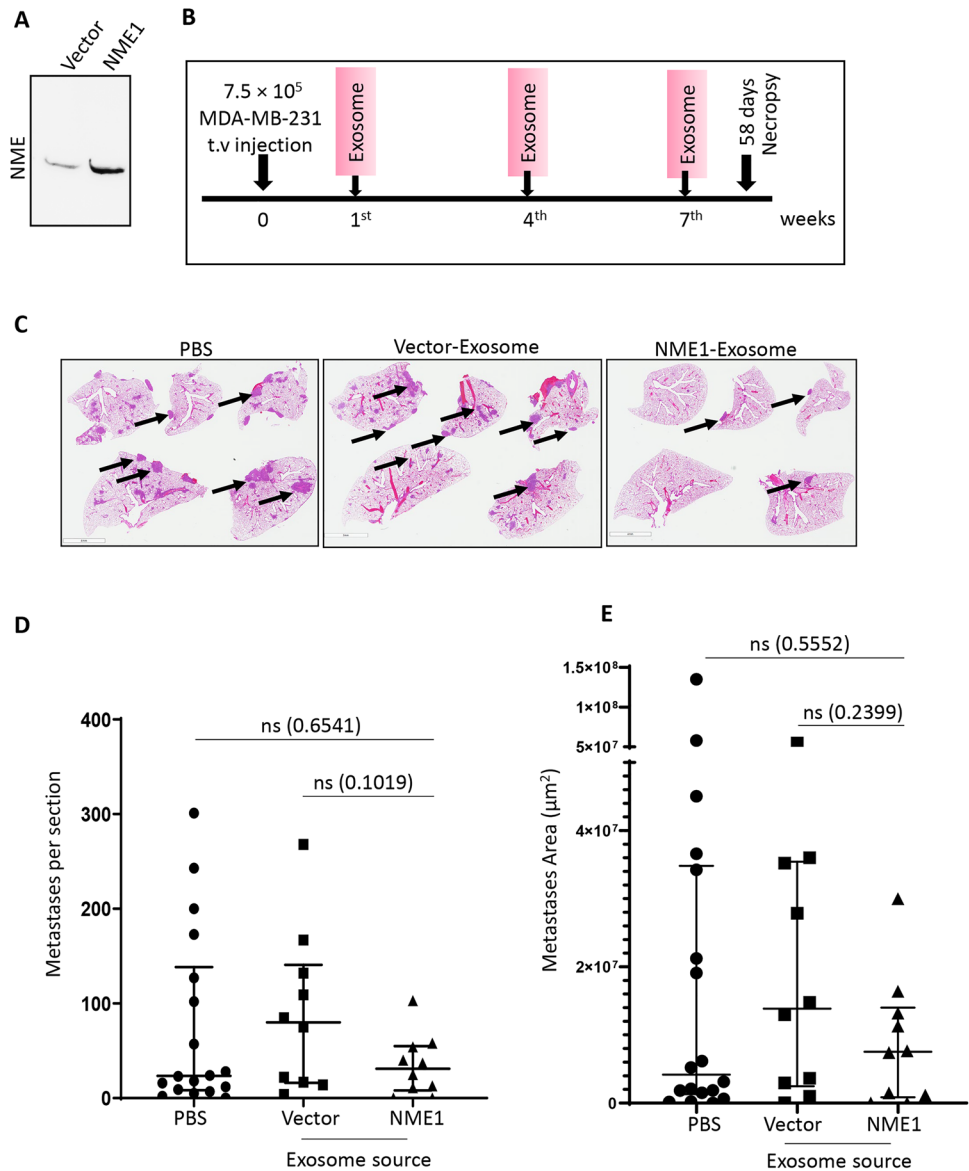 A
Vector
NME1
NME
B
7.5 × 10⁵
MDA-MB-231
t.v injection
Exosome
Exosome
Exosome
58 days
Necropsy
0
1ˢᵗ
4ᵗʰ
7ᵗʰ
weeks
C
PBS
Vector-Exosome
NME1-Exosome
D
ns (0.6541)
ns (0.1019)
Metastases per section
400
300
200
100
0
PBS
Vector
NME1
Exosome source
E
ns (0.5552)
ns (0.2399)
Metastases Area (µm²)
1.5×10⁸
1×10⁸
5×10⁷
4×10⁷
2×10⁷
0
PBS
Vector
NME1
Exosome source